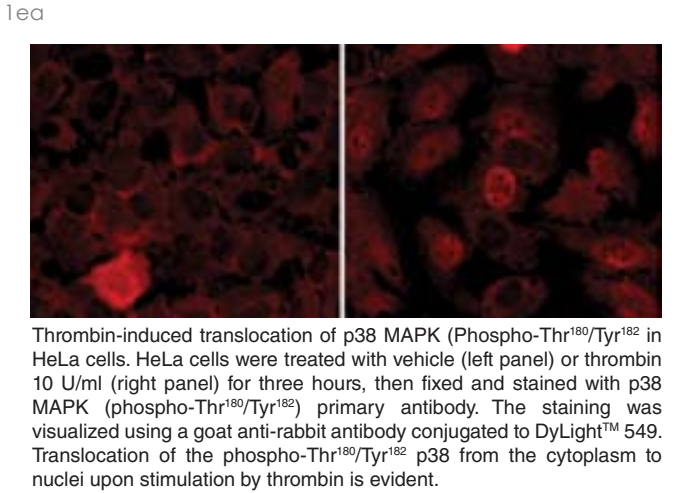 1ea
Thrombin-induced translocation of p38 MAPK (Phospho-Thr¹⁸⁰/Tyr¹⁸² in
HeLa cells. HeLa cells were treated with vehicle (left panel) or thrombin
10 U/ml (right panel) for three hours, then fixed and stained with p38
MAPK (phospho-Thr¹⁸⁰/Tyr¹⁸²) primary antibody. The staining was
visualized using a goat anti-rabbit antibody conjugated to DyLight™ 549.
Translocation of the phospho-Thr¹⁸⁰/Tyr¹⁸² p38 from the cytoplasm to
nuclei upon stimulation by thrombin is evident.